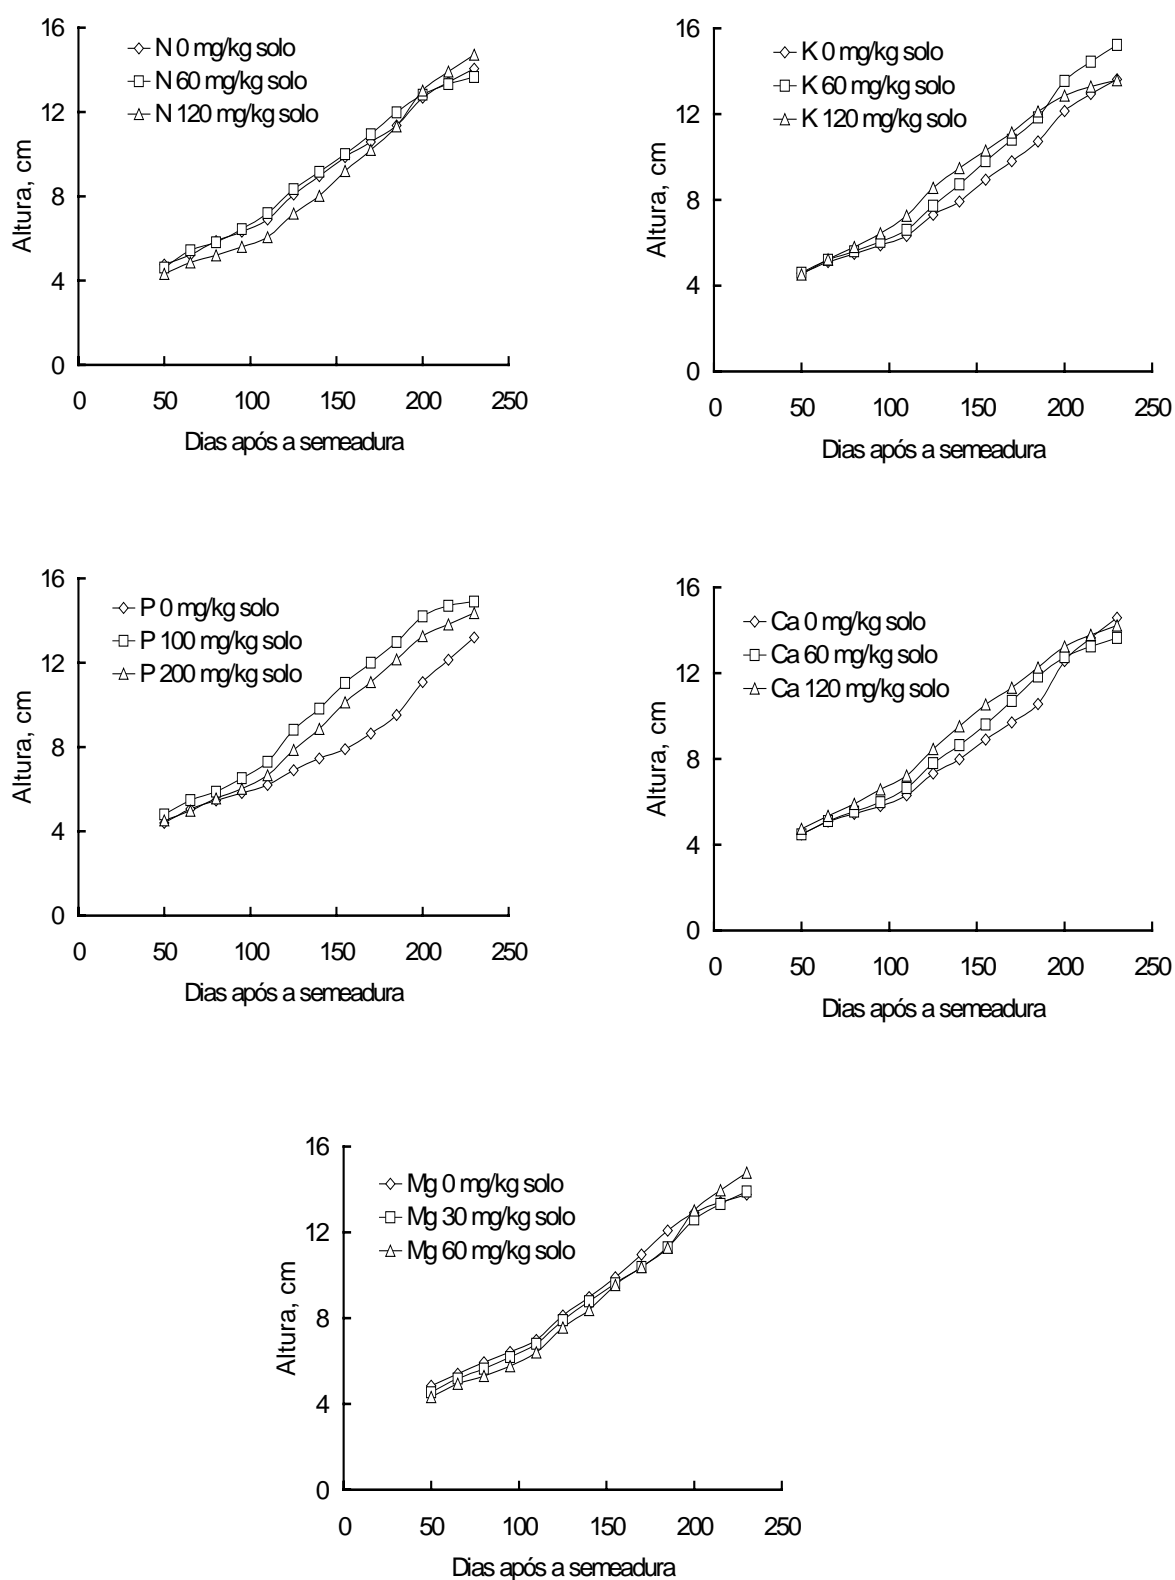 16
12
8
4
0
Altura, cm
N 0 mg/kg solo
N 60 mg/kg solo
N 120 mg/kg solo
0 50 100 150 200 250
Dias após a semeadura
16
12
8
4
0
Altura, cm
K 0 mg/kg solo
K 60 mg/kg solo
K 120 mg/kg solo
0 50 100 150 200 250
Dias após a semeadura
16
12
8
4
0
Altura, cm
P 0 mg/kg solo
P 100 mg/kg solo
P 200 mg/kg solo
0 50 100 150 200 250
Dias após a semeadura
16
12
8
4
0
Altura, cm
Ca 0 mg/kg solo
Ca 60 mg/kg solo
Ca 120 mg/kg solo
0 50 100 150 200 250
Dias após a semeadura
16
12
8
4
0
Altura, cm
Mg 0 mg/kg solo
Mg 30 mg/kg solo
Mg 60 mg/kg solo
0 50 100 150 200 250
Dias após a semeadura